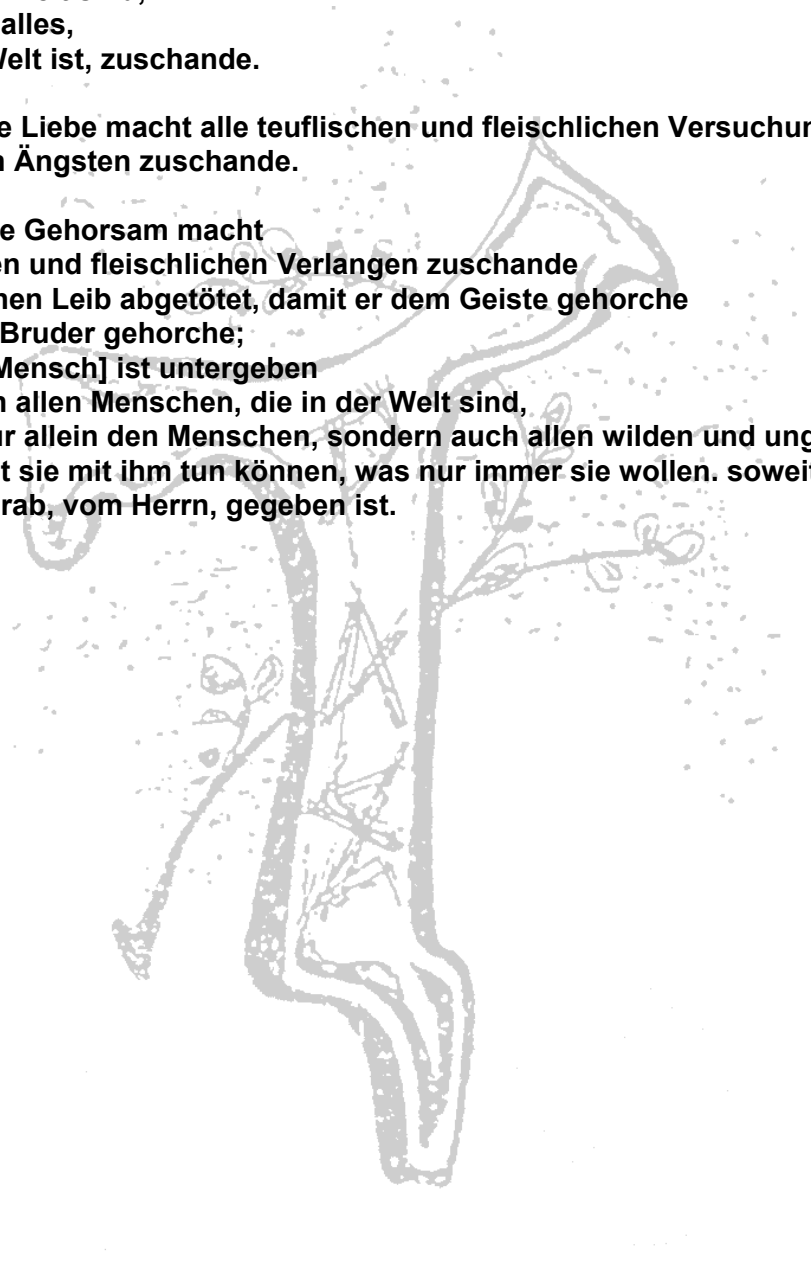 alles,
Welt ist, zuschande.
e Liebe macht alle teuflischen und fleischlichen Versuchun
n Ängsten zuschande.
e Gehorsam macht
en und fleischlichen Verlangen zuschande
nen Leib abgetötet, damit er dem Geiste gehorche
Bruder gehorche;
Mensch] ist untergeben
n allen Menschen, die in der Welt sind,
ur allein den Menschen, sondern auch allen wilden und ung
t sie mit ihm tun können, was nur immer sie wollen. soweit
rab, vom Herrn, gegeben ist.